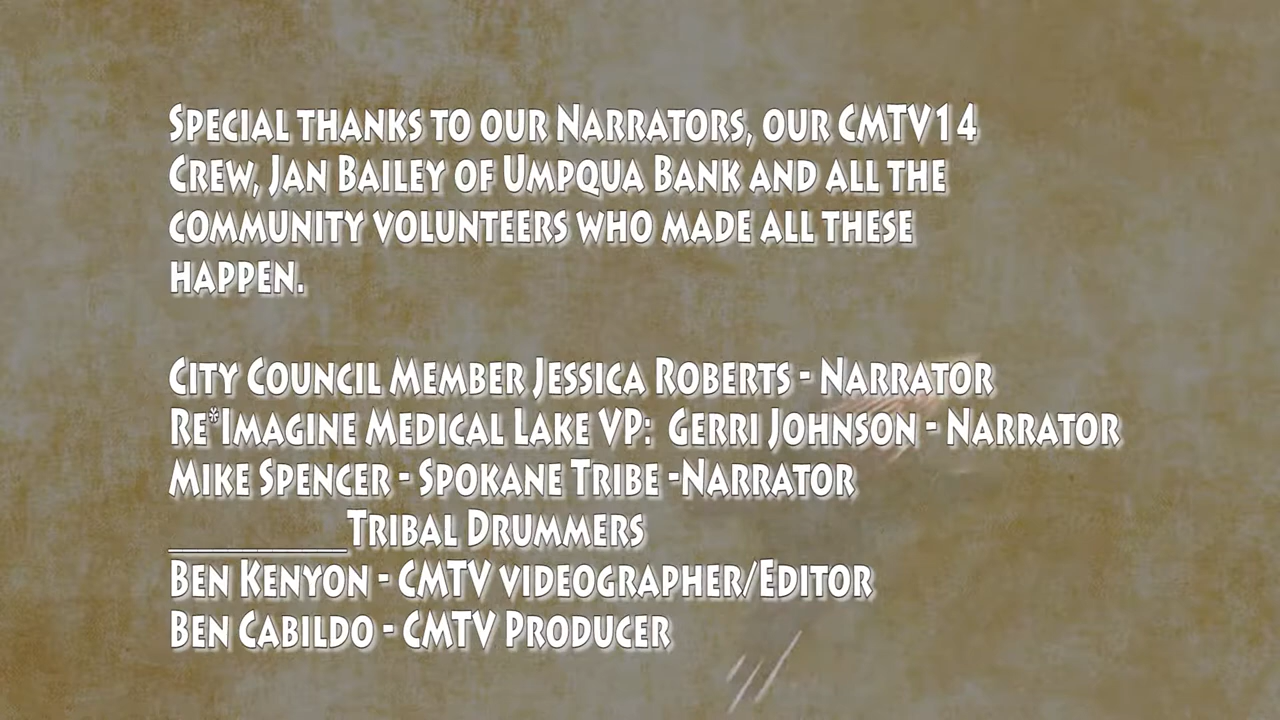 Special thanks to our Narrators, our CMTV14
Crew, Jan Bailey of Umpqua Bank and all the
community volunteers who made all these
happen.
City Council Member Jessica Roberts - Narrator
Re*Imagine Medical Lake VP: Gerri Johnson - Narrator
Mike Spencer - Spokane Tribe -Narrator
__________Tribal Drummers
Ben Kenyon - CMTV videographer/Editor
Ben Cabildo - CMTV Producer